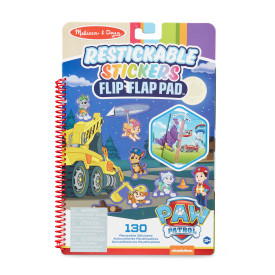 Melissa & Doug
RESTICKABLE
STICKERS
FLIP-FLAP PAD
130
PAW
PATROL
nickelodeon